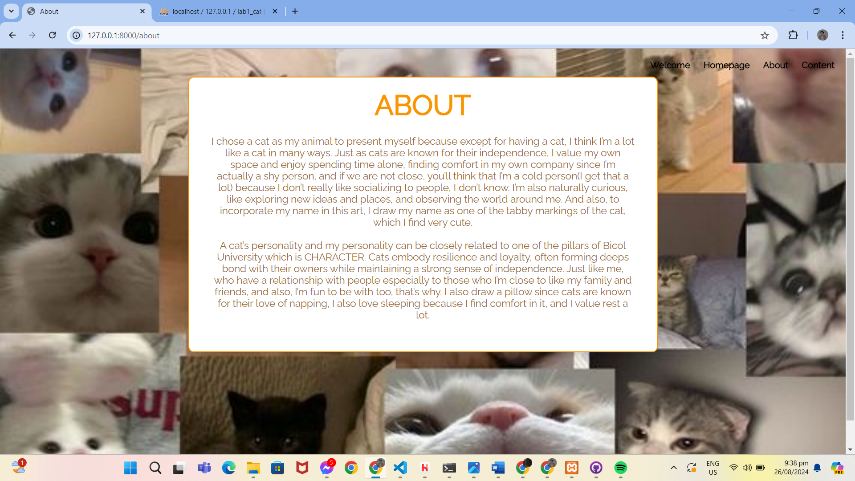 About
localhost / 127.0.0.1 / lab1_cat
127.0.0.1:8000/about
Welcome Homepage About Content
ABOUT
I chose a cat as my animal to present myself because except for having a cat, I think I'm a lot
like a cat in many ways. Just as cats are known for their independence, I value my own
space and enjoy spending time alone, finding comfort in my own company since I'm
actually a shy person, and if we are not close, you'll think that I'm a cold person(I get that a
lot) because I don't really like socializing to people, I don't know. I'm also naturally curious,
like exploring new ideas and places, and observing the world around me. And also, to
incorporate my name in this art, I draw my name as one of the tabby markings of the cat,
which I find very cute.
A cat's personality and my personality can be closely related to one of the pillars of Bicol
University which is CHARACTER. Cats embody resilience and loyalty, often forming deeps
bond with their owners while maintaining a strong sense of independence. Just like me,
who have a relationship with people especially to those who I'm close to like my family and
friends, and also, I'm fun to be with too, that's why. I also draw a pillow since cats are known
for their love of napping, I also love sleeping because I find comfort in it, and I value rest a
lot.
sup
1
ENG
US
9:38 pm
26/08/2024